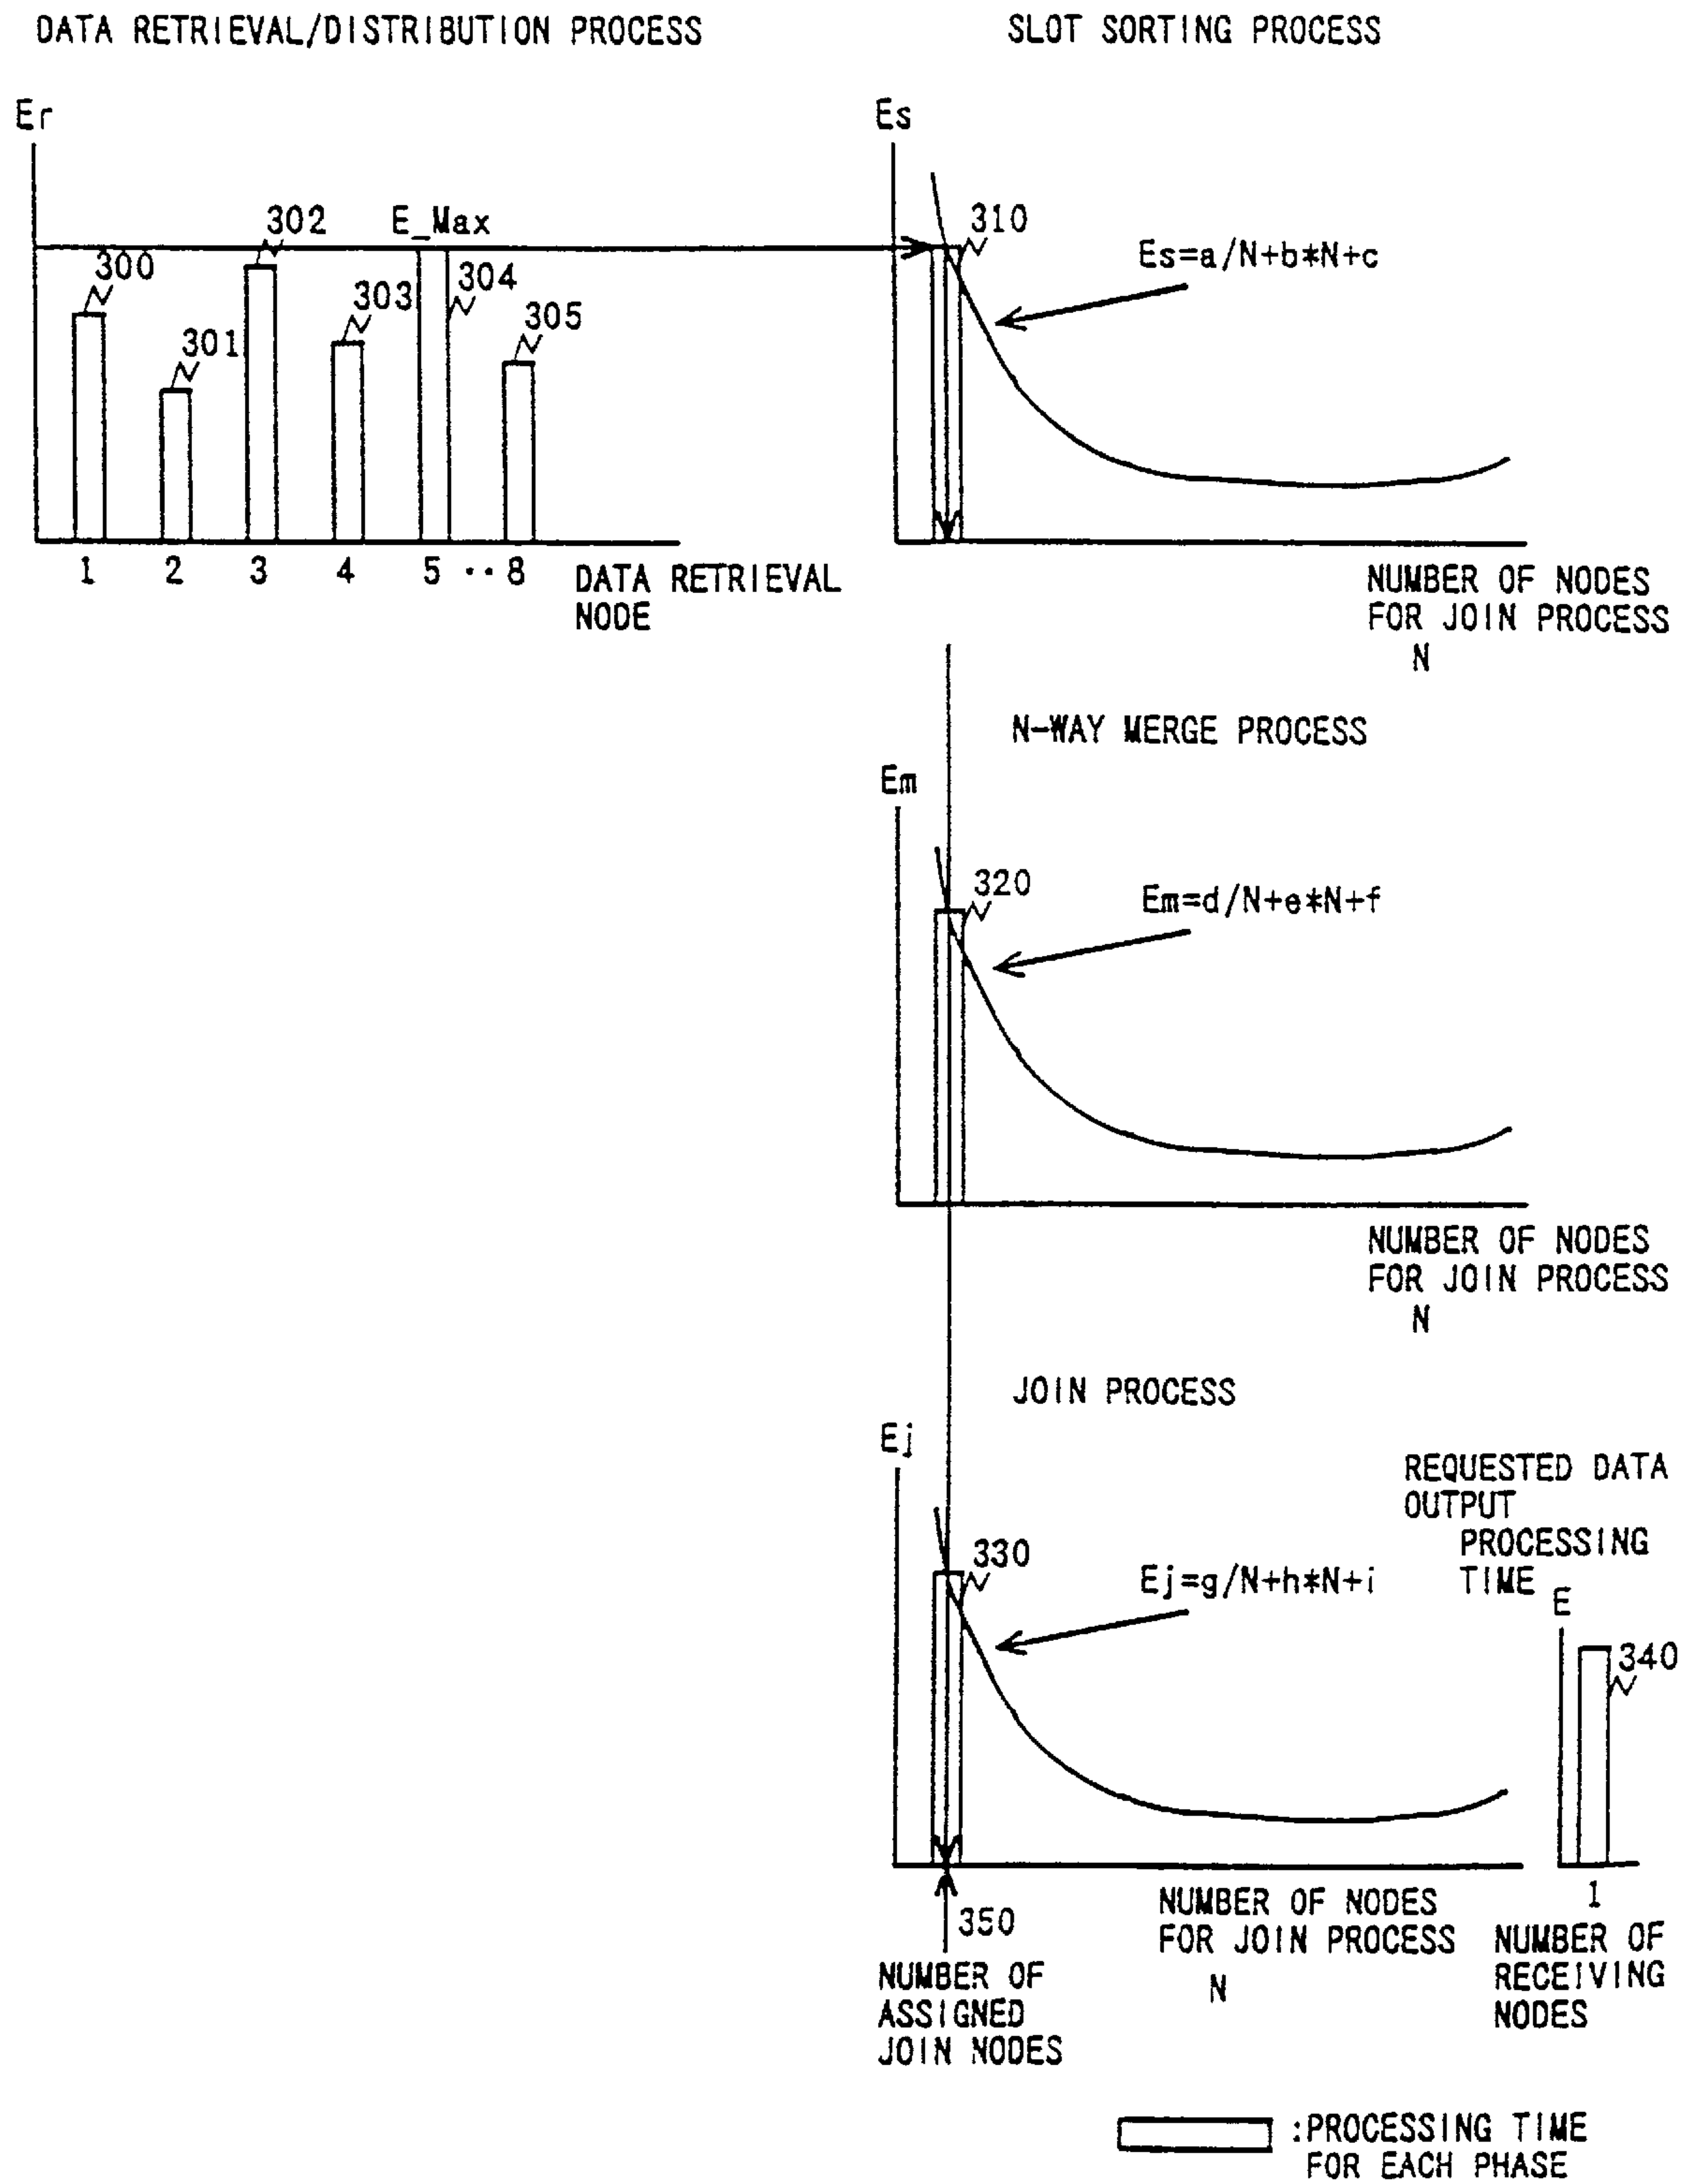 DATA RETRIEVAL/DISTRIBUTION PROCESS
SLOT SORTING PROCESS
Er
300
301
302
E_Max
303
304
305
1 2 3 4 5 ·· 8
DATA RETRIEVAL
NODE
Es
310
Es=a/N+b*N+c
NUMBER OF NODES
FOR JOIN PROCESS
N
N-WAY MERGE PROCESS
Em
320
Em=d/N+e*N+f
NUMBER OF NODES
FOR JOIN PROCESS
N
JOIN PROCESS
Ej
330
Ej=g/N+h*N+i
REQUESTED DATA
OUTPUT
PROCESSING
TIME
E
340
1
350
NUMBER OF
ASSIGNED
JOIN NODES
NUMBER OF NODES
FOR JOIN PROCESS
N
NUMBER OF
RECEIVING
NODES
:PROCESSING TIME
FOR EACH PHASE